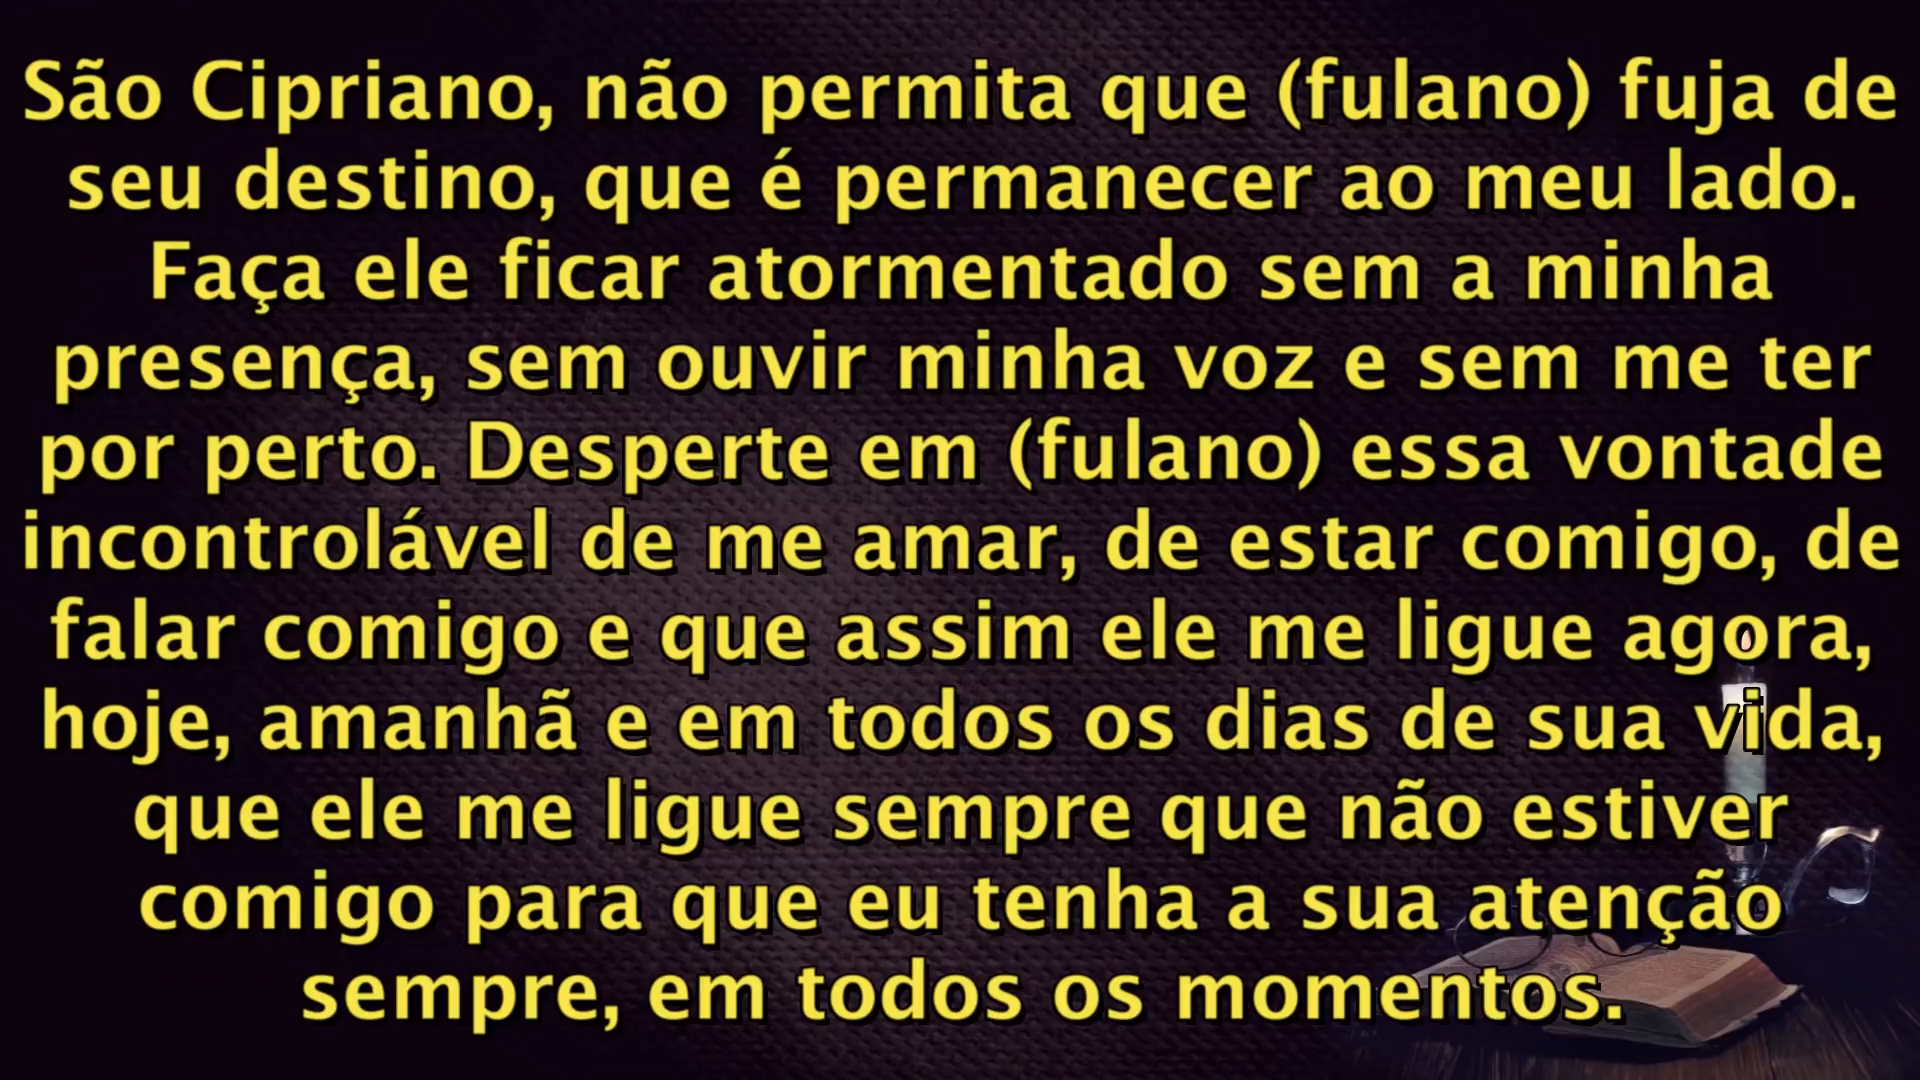 São Cipriano, não permita que (fulano) fuja de
seu destino, que é permanecer ao meu lado.
Faça ele ficar atormentado sem a minha
presença, sem ouvir minha voz e sem me ter
por perto. Desperte em (fulano) essa vontade
incontrolável de me amar, de estar comigo, de
falar comigo e que assim ele me ligue agora,
hoje, amanhã e em todos os dias de sua vida,
que ele me ligue sempre que não estiver
comigo para que eu tenha a sua atenção
sempre, em todos os momentos.